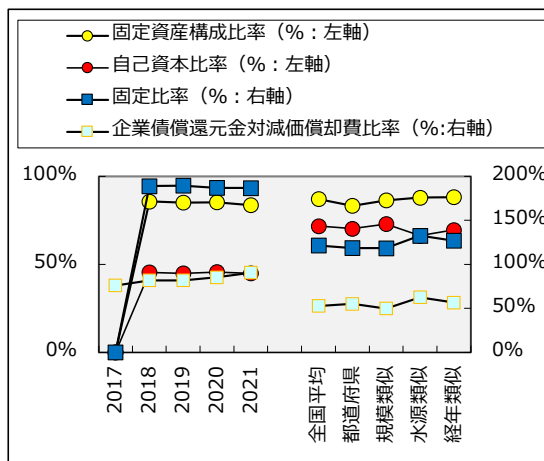 固定資産構成比率（%：左軸）
自己資本比率（%：左軸）
固定比率（%：右軸）
企業債償還元金対減価償却費比率（%:右軸）
100%
50%
0%
200%
150%
100%
50%
0%
2017
2018
2019
2020
2021
全国平均
都道府県
規模類似
水源類似
経年類似